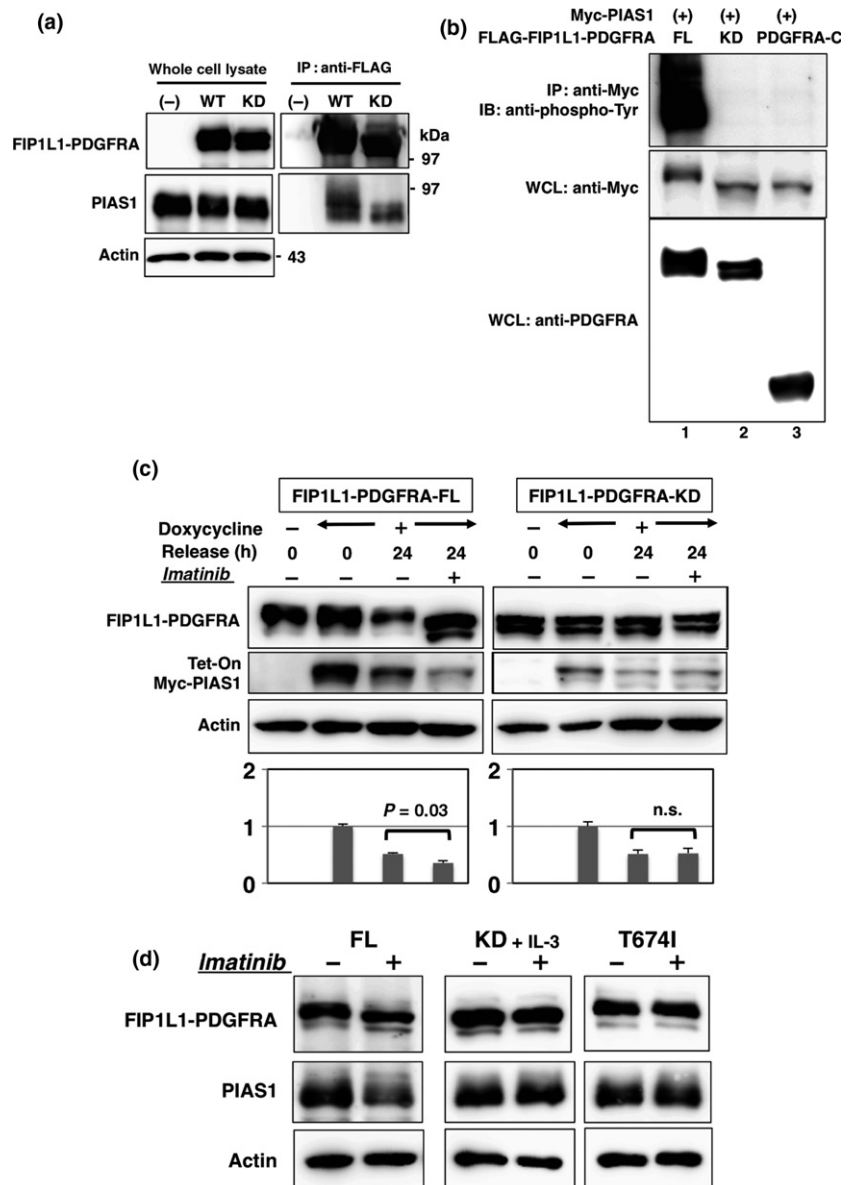 (a)
Whole cell lysate IP : anti-FLAG
(–) WT KD (–) WT KD
FIP1L1-PDGFRA
kDa
- 97
PIAS1
- 97
Actin
- 43
(b)
Myc-PIAS1 (+) (+) (+)
FLAG-FIP1L1-PDGFRA FL KD PDGFRA-C
IP: anti-Myc
IB: anti-phospho-Tyr
WCL: anti-Myc
WCL: anti-PDGFRA
1 2 3
(c)
FIP1L1-PDGFRA-FL FIP1L1-PDGFRA-KD
Doxycycline – + – +
Release (h) 0 0 24 24 0 0 24 24
Imatinib – – – + – – – +
FIP1L1-PDGFRA
Tet-On
Myc-PIAS1
Actin
2 2
P = 0.03 n.s.
1 1
0 0
(d)
FL KD + IL-3 T674I
Imatinib – + – + – +
FIP1L1-PDGFRA
PIAS1
Actin